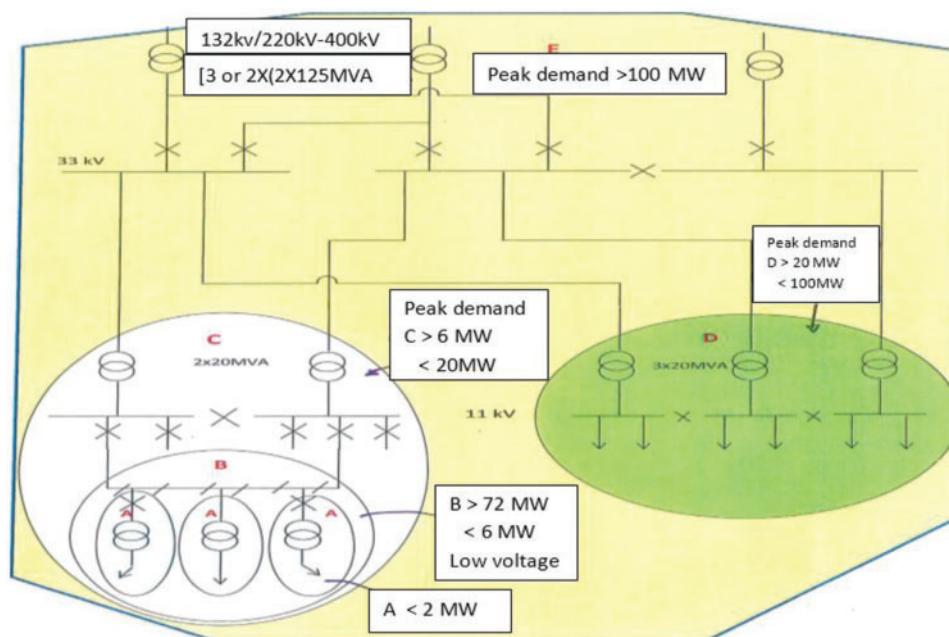 132kv/220kV-400kV
[3 or 2X(2X125MVA
E
Peak demand >100 MW
33 kV
Peak demand
D > 20 MW
< 100MW
Peak demand
C > 6 MW
< 20MW
C
2x20MVA
D
3x20MVA
11 kV
B
A
A
A
B > 72 MW
< 6 MW
Low voltage
A < 2 MW